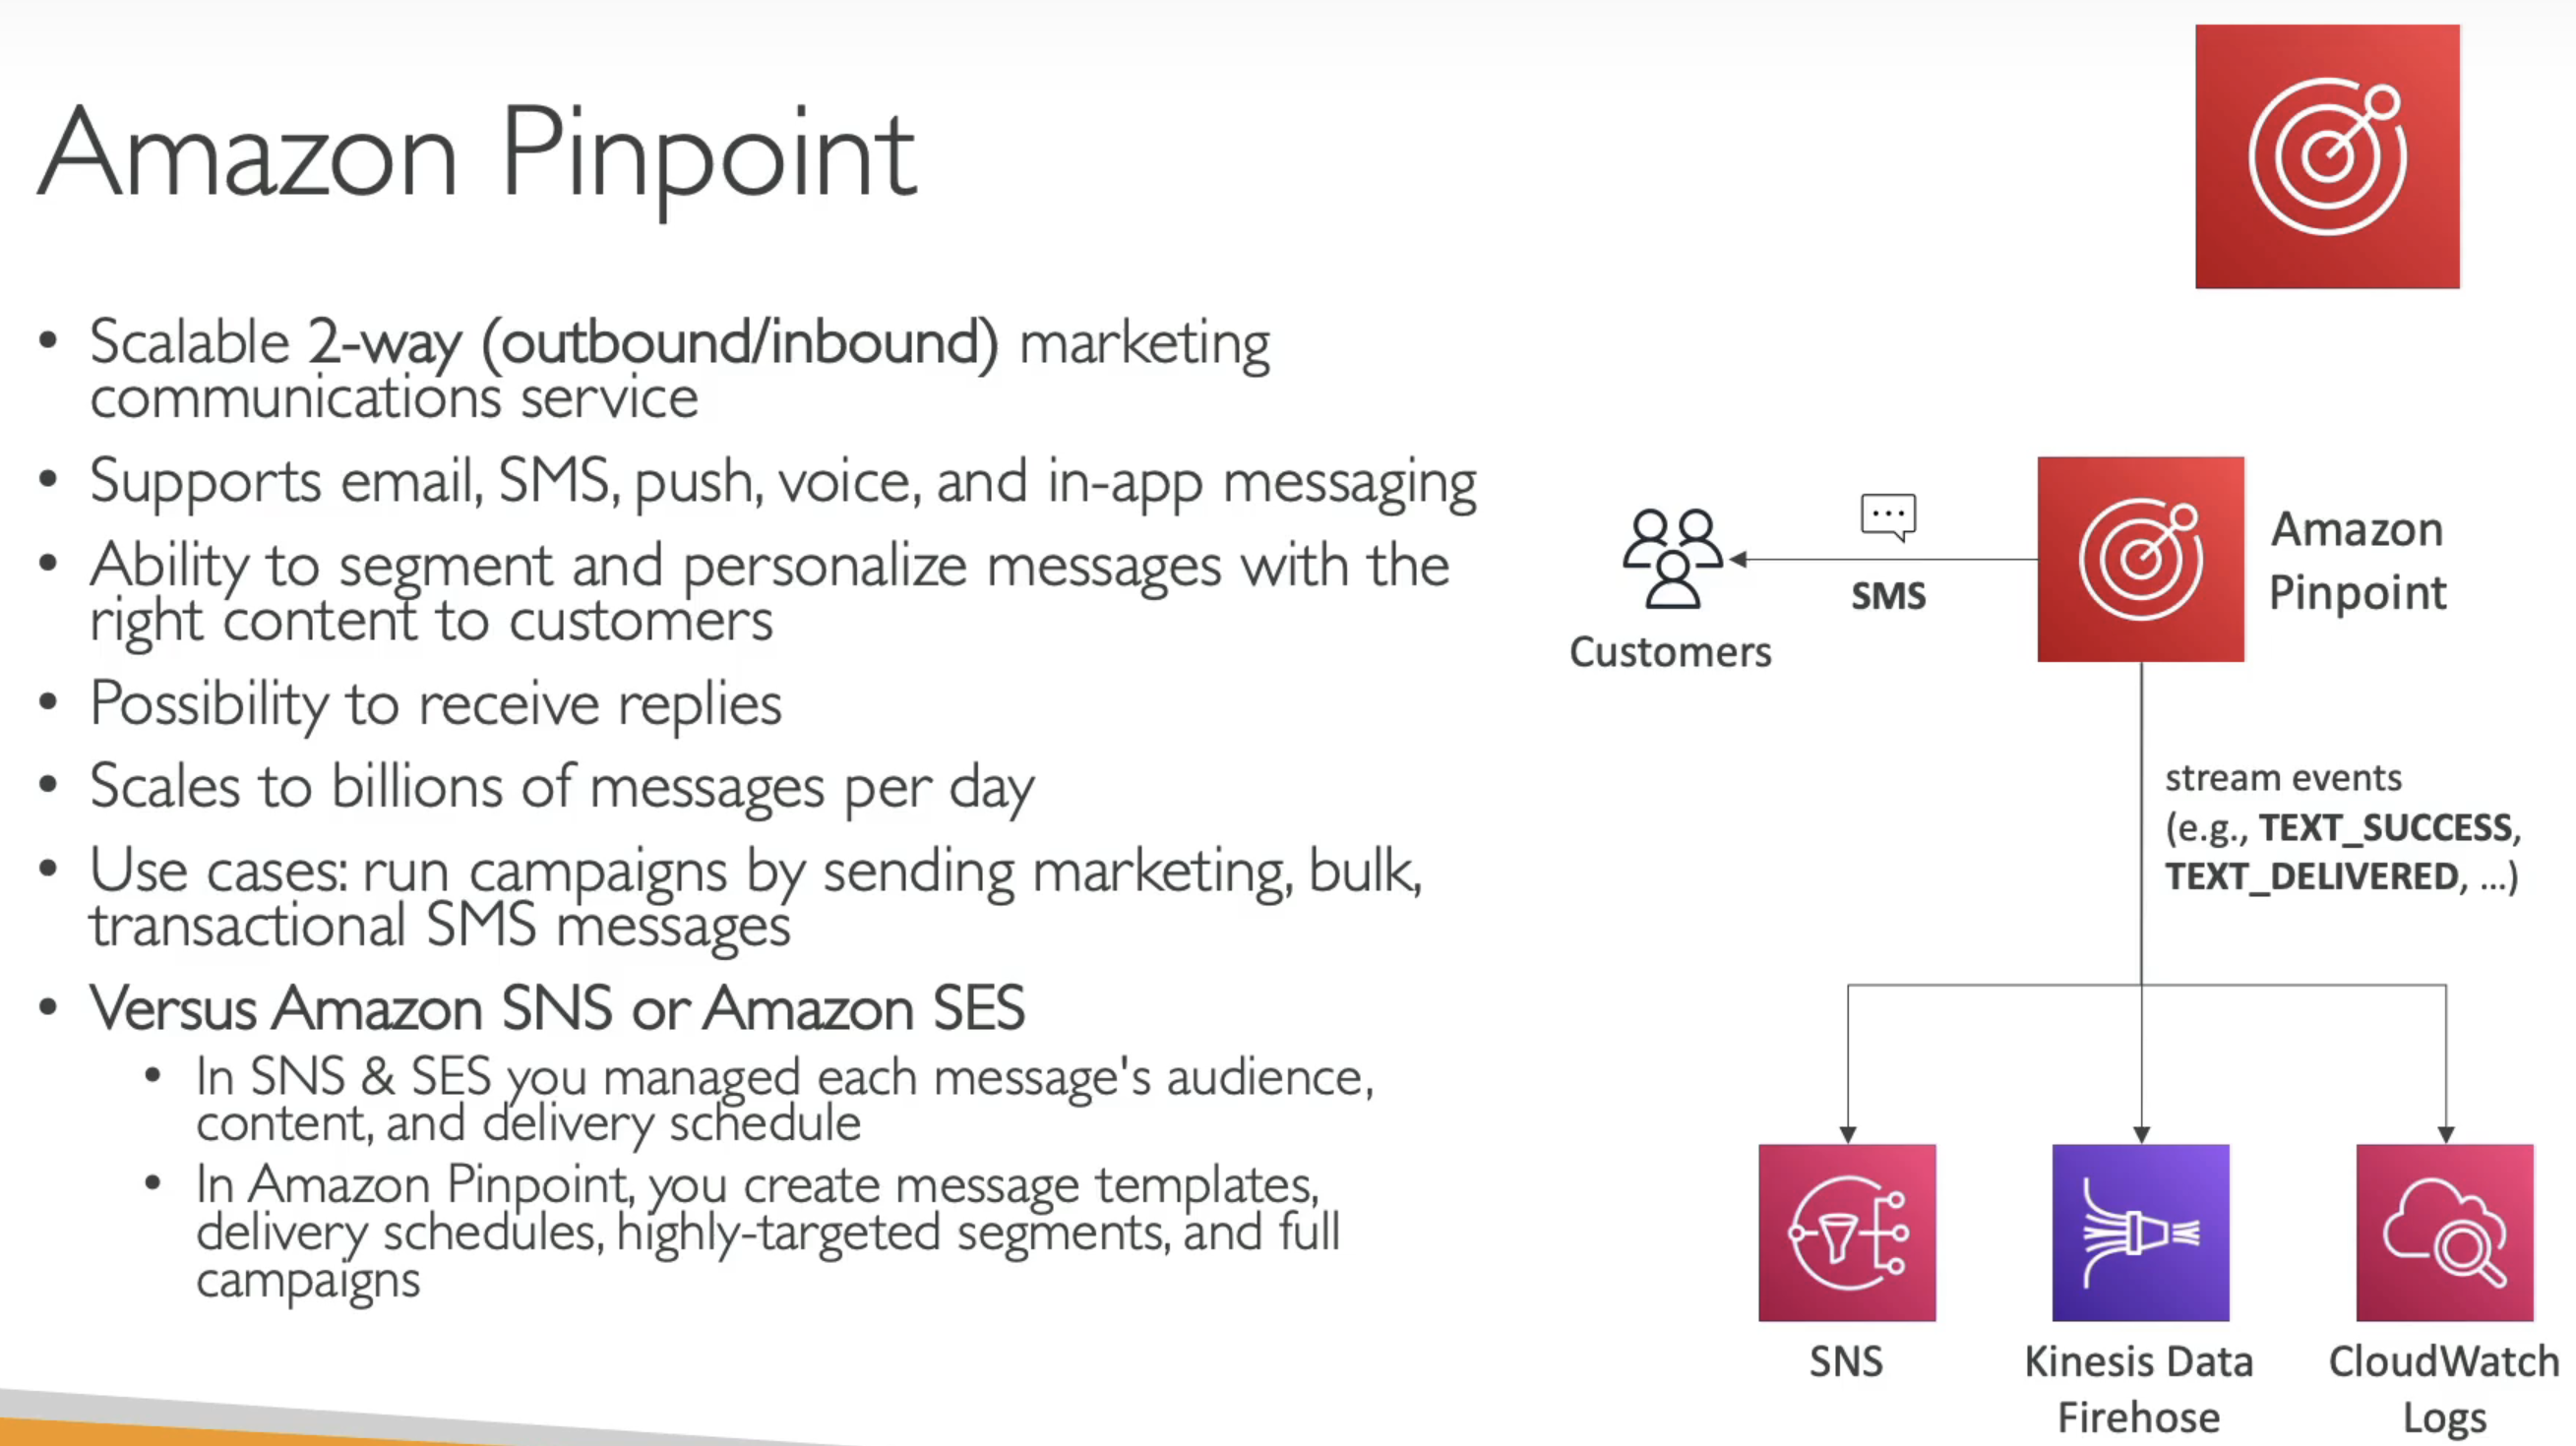 Amazon Pinpoint
• Scalable 2-way (outbound/inbound) marketing
communications service
• Supports email, SMS, push, voice, and in-app messaging
• Ability to segment and personalize messages with the
right content to customers
• Possibility to receive replies
• Scales to billions of messages per day
• Use cases: run campaigns by sending marketing, bulk,
transactional SMS messages
• Versus Amazon SNS or Amazon SES
• In SNS & SES you managed each message's audience,
content, and delivery schedule
• In Amazon Pinpoint, you create message templates,
delivery schedules, highly-targeted segments, and full
campaigns
Customers
SMS
Amazon
Pinpoint
stream events
(e.g., TEXT_SUCCESS,
TEXT_DELIVERED, ...)
SNS
Kinesis Data
Firehose
CloudWatch
Logs